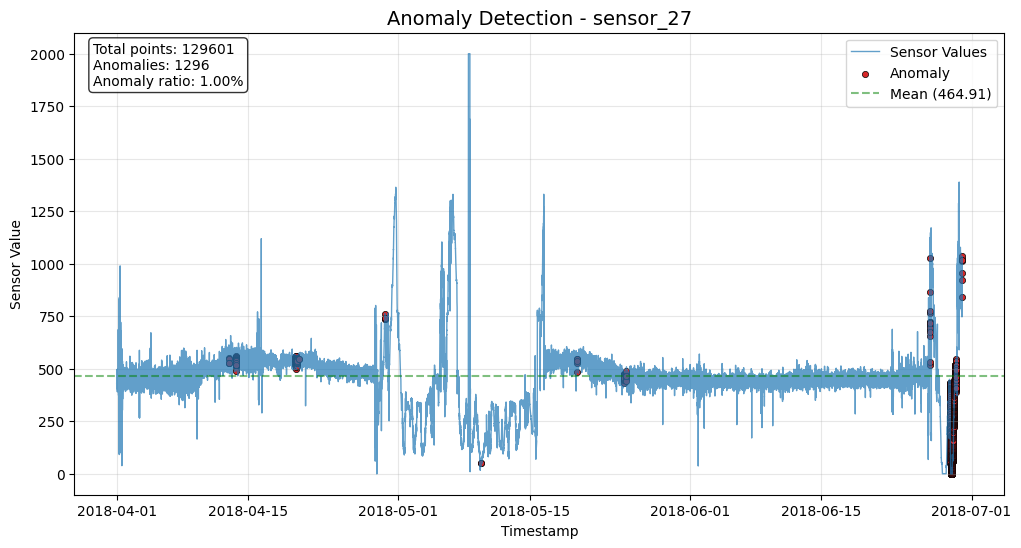 Anomaly Detection - sensor_27
Total points: 129601
Anomalies: 1296
Anomaly ratio: 1.00%
Sensor Values
Anomaly
Mean (464.91)
Sensor Value
2000
1750
1500
1250
1000
750
500
250
0
2018-04-01
2018-04-15
2018-05-01
2018-05-15
2018-06-01
2018-06-15
2018-07-01
Timestamp